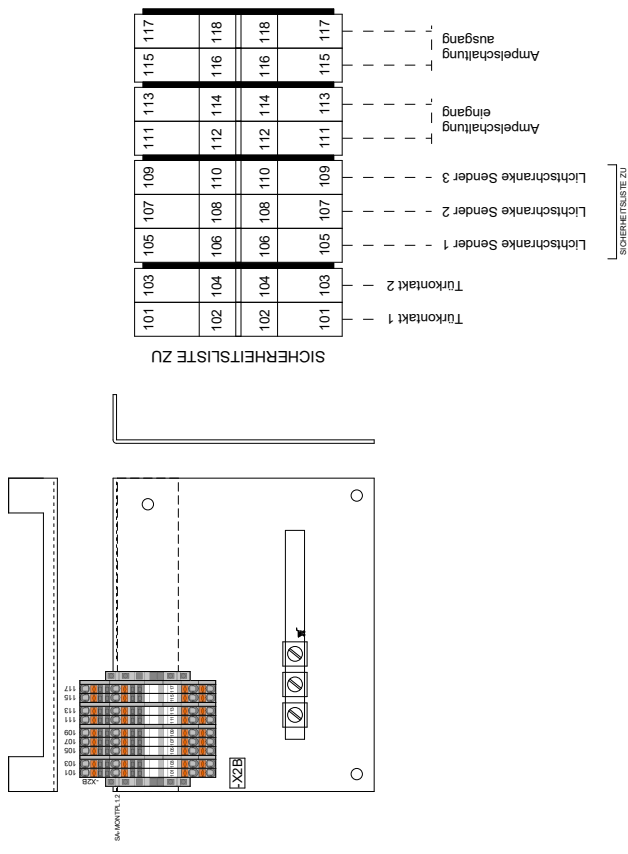 SICHERHEITSLISTE ZU
101 102 102 101 Türkontakt 1
103 104 104 103 Türkontakt 2
105 106 106 105 Lichtschranke Sender 1
107 108 108 107 Lichtschranke Sender 2
109 110 110 109 Lichtschranke Sender 3
111 112 112 111
113 114 114 113
Ampelschaltung
eingang
115 116 116 115
117 118 118 117
Ampelschaltung
ausgang
SICHERHEITSLISTE ZU
117
115
113
111
109
107
105
103
101
-X2B
-X2B
SA-MONTPL1.2